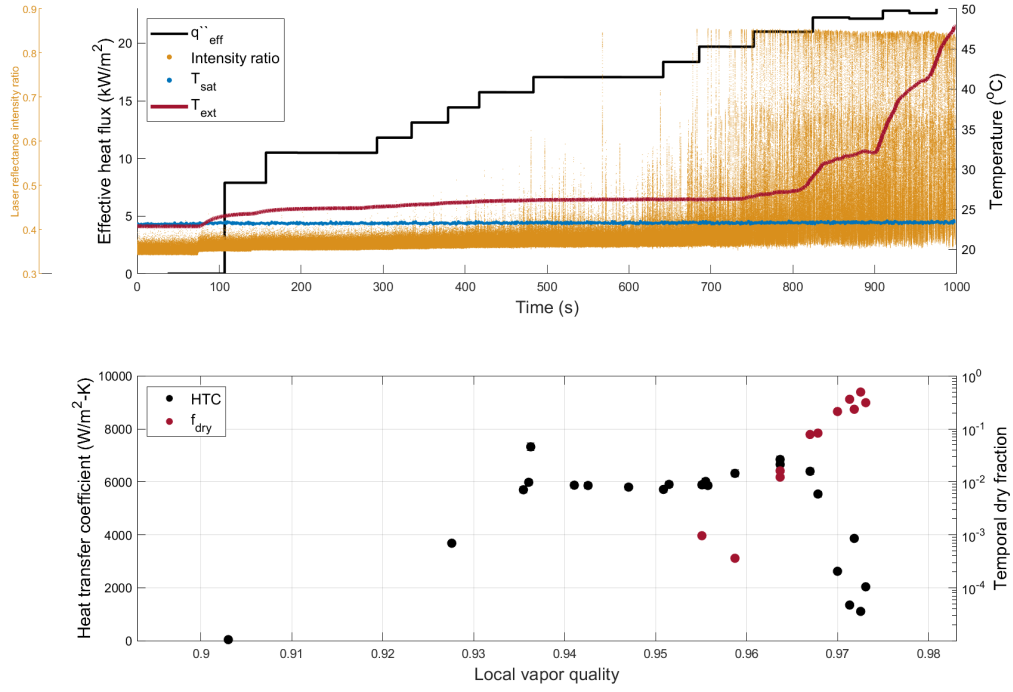 0.9
0.8
0.7
0.6
0.5
0.4
0.3
Laser reflectance intensity ratio
20
15
10
5
0
Effective heat flux (kW/m²)
q``eff
Intensity ratio
Tsat
Text
50
45
40
35
30
25
20
Temperature (°C)
0 100 200 300 400 500 600 700 800 900 1000
Time (s)
10000
8000
6000
4000
2000
0
Heat transfer coefficient (W/m²-K)
HTC
fdry
10⁰
10⁻¹
10⁻²
10⁻³
10⁻⁴
Temporal dry fraction
0.9 0.91 0.92 0.93 0.94 0.95 0.96 0.97 0.98
Local vapor quality